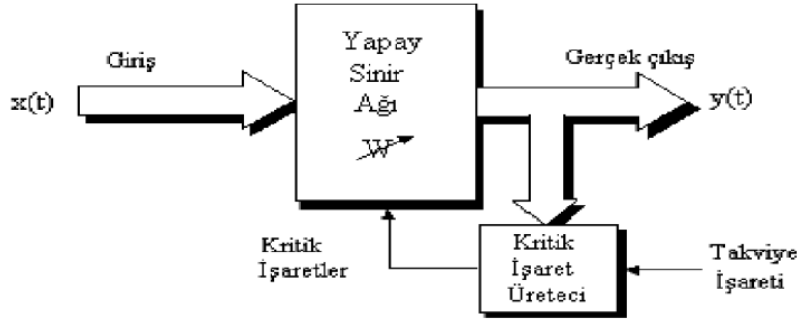 Giriş
x(t)
Yapay
Sinir
Ağı
W
Gerçek çıkış
y(t)
Kritik
İşaretler
Kritik
İşaret
Üreteci
Takviye
İşareti